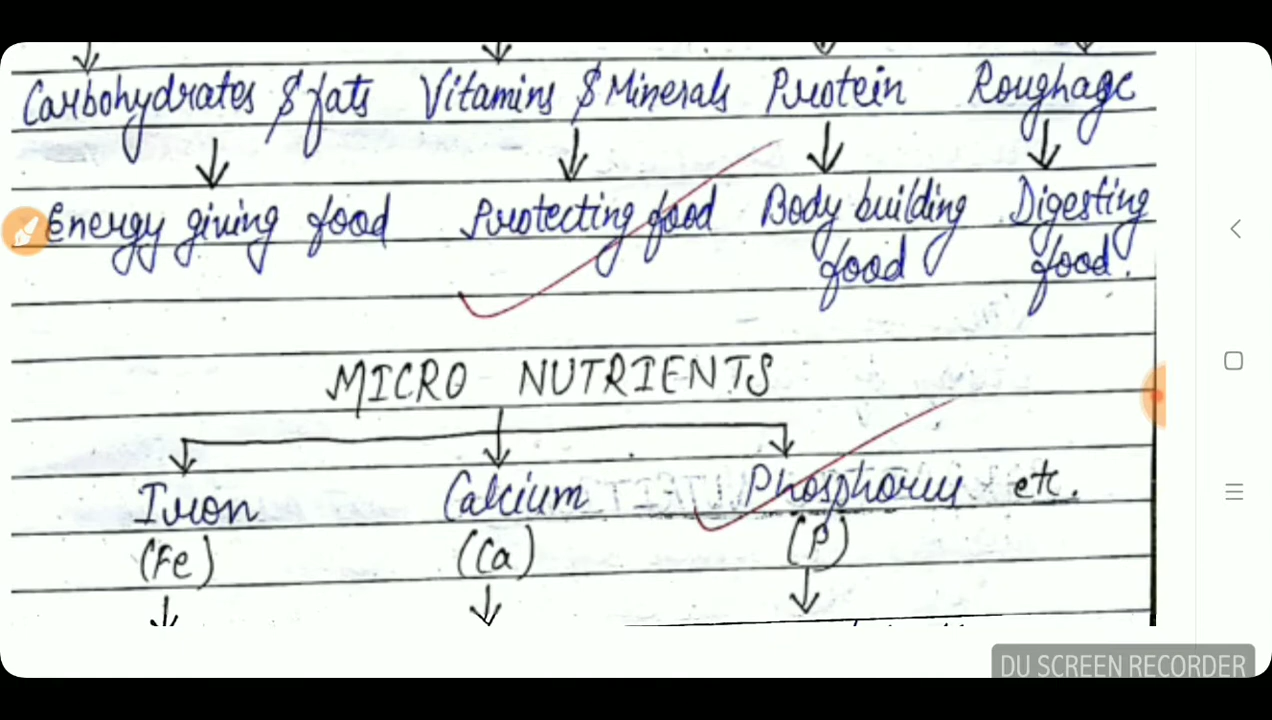 Carbohydrates & fats Vitamins & Minerals Protein Roughage
Energy giving food Protecting food Body building food Digesting food.
MICRO NUTRIENTS
Iron Calcium Phosphorus etc.
(Fe) (Ca) (P)
DU SCREEN RECORDER